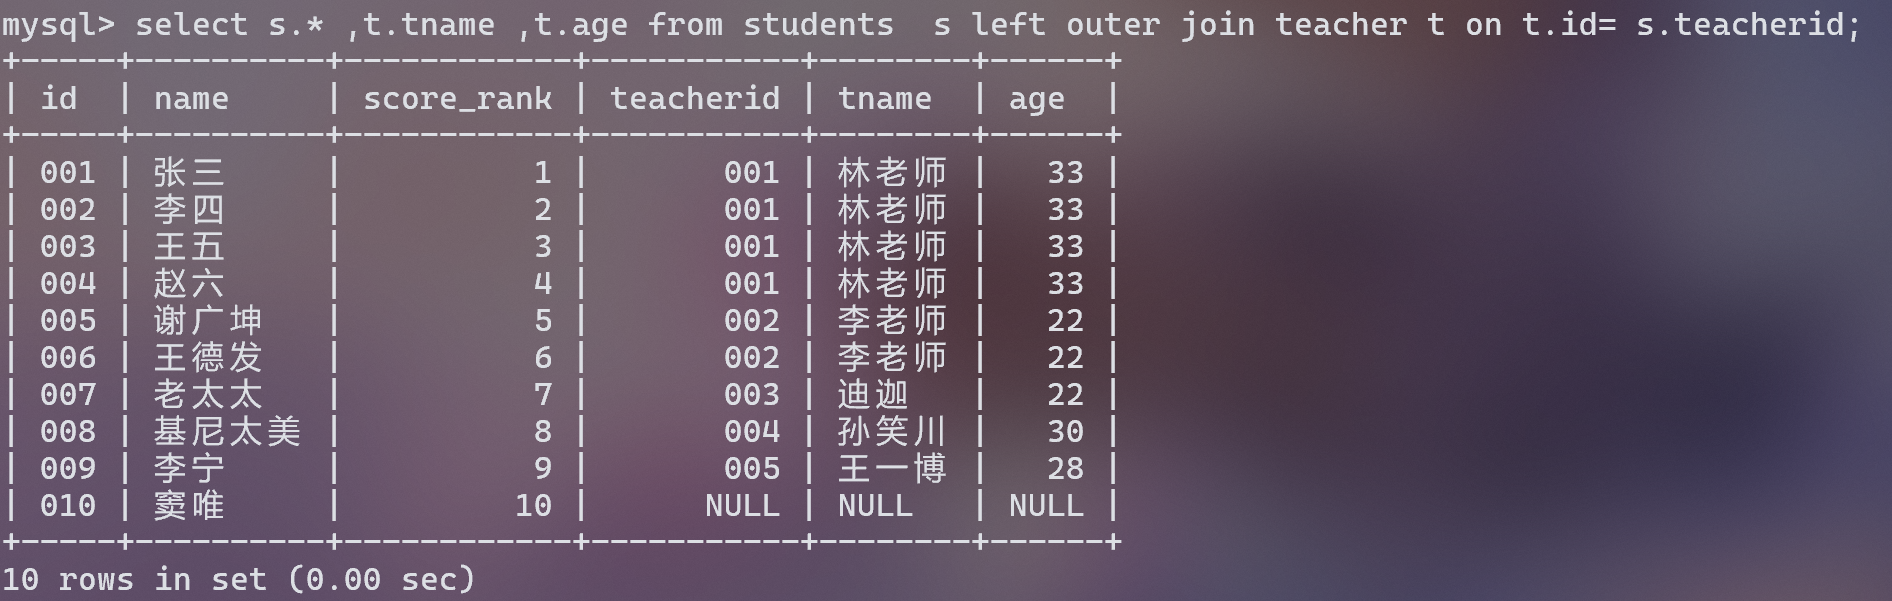 mysql> select s.* ,t.tname ,t.age from students  s left outer join teacher t on t.id= s.teacherid;
+-----+----------+------------+-----------+--------+------+
| id  | name     | score_rank | teacherid | tname  | age  |
+-----+----------+------------+-----------+--------+------+
| 001 | 张三     |          1 |       001 | 林老师 |   33 |
| 002 | 李四     |          2 |       001 | 林老师 |   33 |
| 003 | 王五     |          3 |       001 | 林老师 |   33 |
| 004 | 赵六     |          4 |       001 | 林老师 |   33 |
| 005 | 谢广坤   |          5 |       002 | 李老师 |   22 |
| 006 | 王德发   |          6 |       002 | 李老师 |   22 |
| 007 | 老太太   |          7 |       003 | 迪迦   |   22 |
| 008 | 基尼太美 |          8 |       004 | 孙笑川 |   30 |
| 009 | 李宁     |          9 |       005 | 王一博 |   28 |
| 010 | 窦唯     |         10 |      NULL | NULL   | NULL |
+-----+----------+------------+-----------+--------+------+
10 rows in set (0.00 sec)